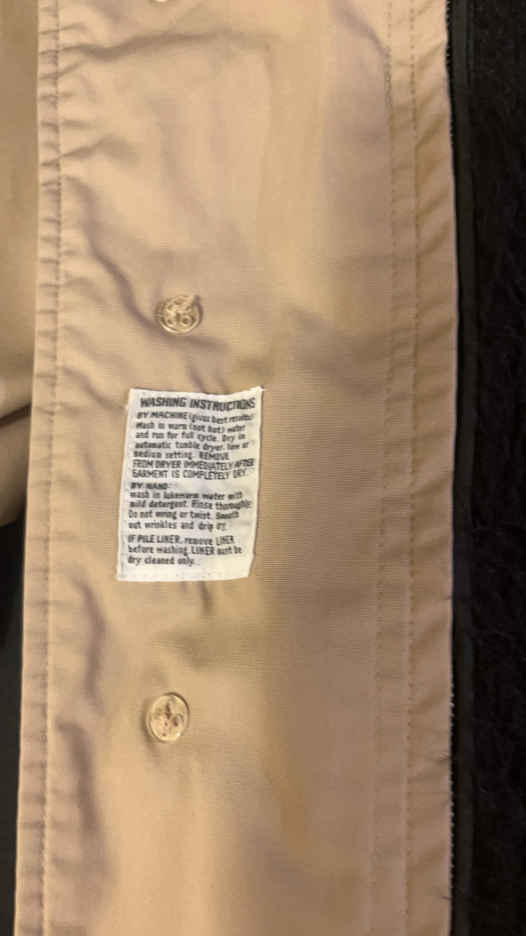 WASHING INSTRUCTIONS
BY MACHINE (gives best results)
Wash in warm (not hot) water
and run for full cycle. Dry in
automatic tumble dryer, low or
medium setting. REMOVE
FROM DRYER IMMEDIATELY AFTER
GARMENT IS COMPLETELY DRY.
BY HAND:
wash in lukewarm water with
mild detergent. Rinse thoroughly.
Do not wring or twist. Smooth
out wrinkles and drip dry.
IF PILE LINER, remove LINER
before washing. LINER must be
dry cleaned only.